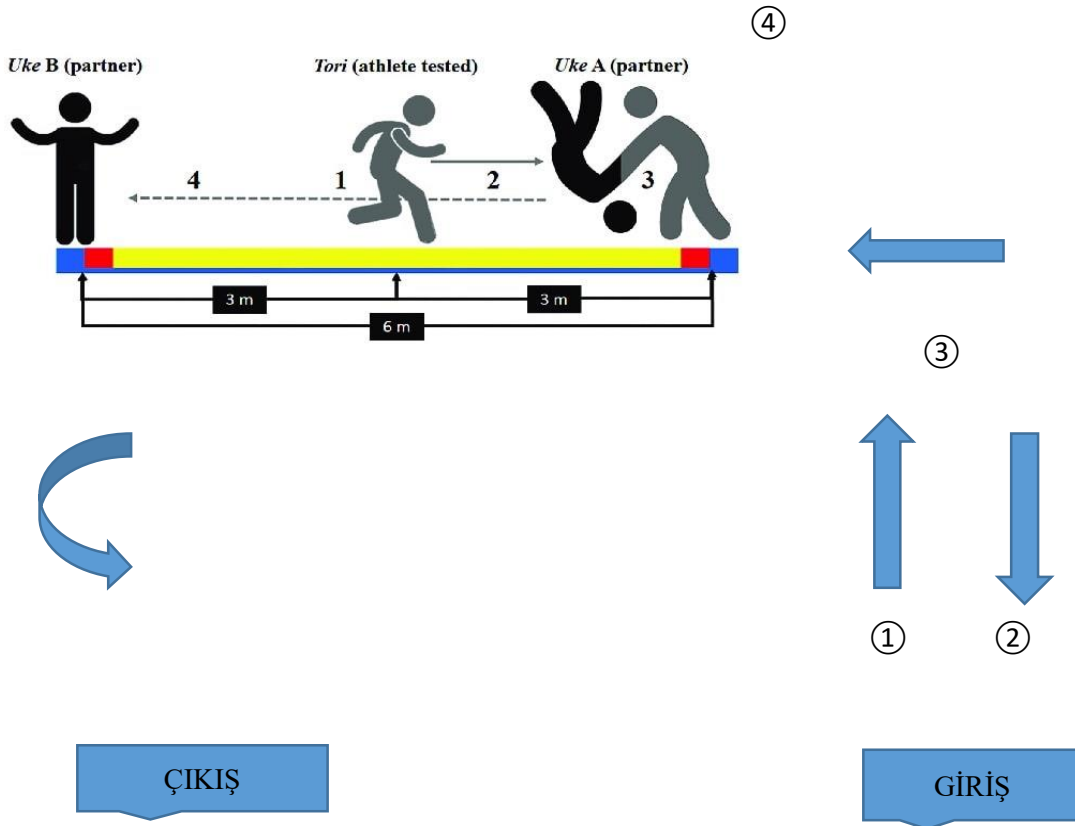 ④
Uke B (partner)
Tori (athlete tested)
Uke A (partner)
4
1
2
3
3 m
3 m
6 m
③
①
②
ÇIKIŞ
GİRİŞ